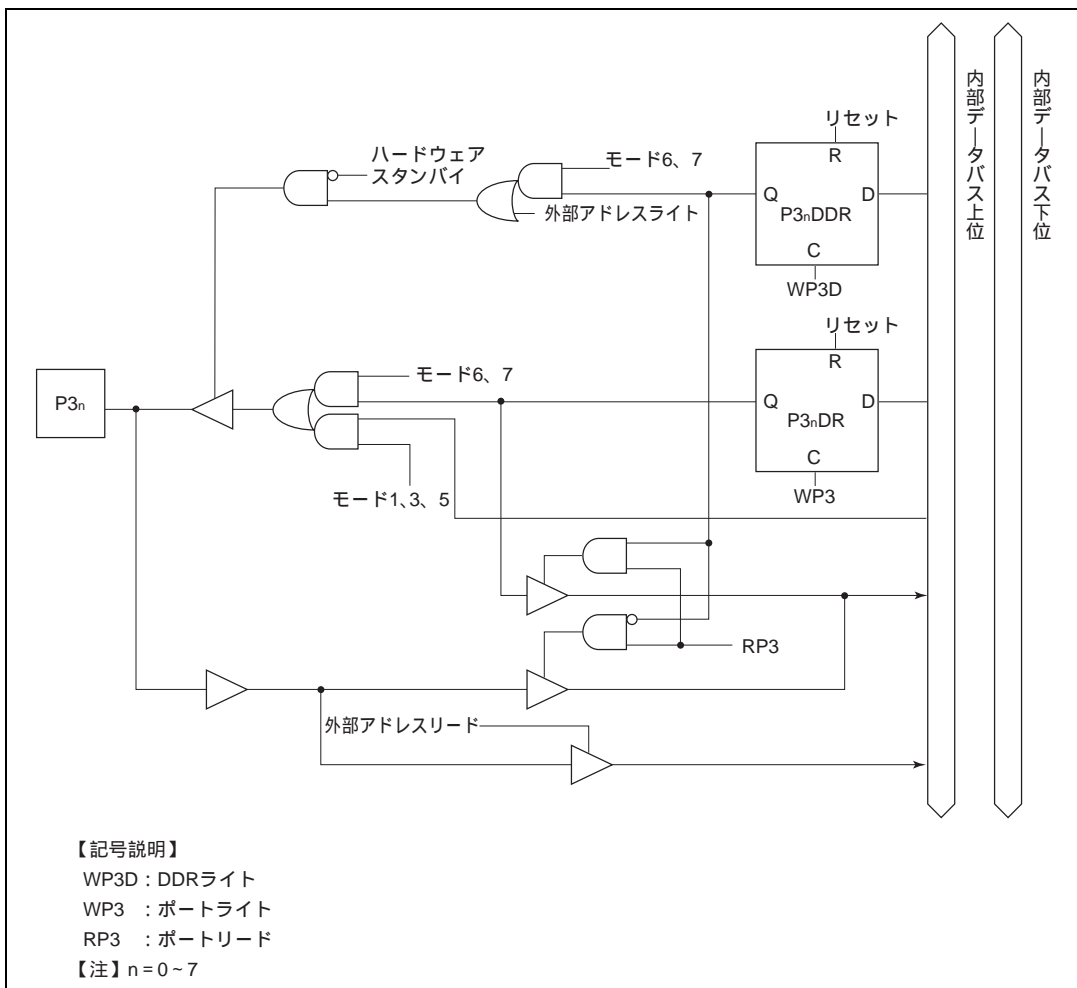 内部データバス上位
内部データバス下位
リセット
ハードウェア
スタンバイ
モード6、7
R
Q
D
P3nDDR
外部アドレスライト
C
WP3D
リセット
R
モード6、7
P3n
Q
D
P3nDR
C
モード1、3、5
WP3
RP3
外部アドレスリード
【記号説明】
WP3D : DDRライト
WP3 : ポートライト
RP3 : ポートリード
【注】n = 0 ~ 7